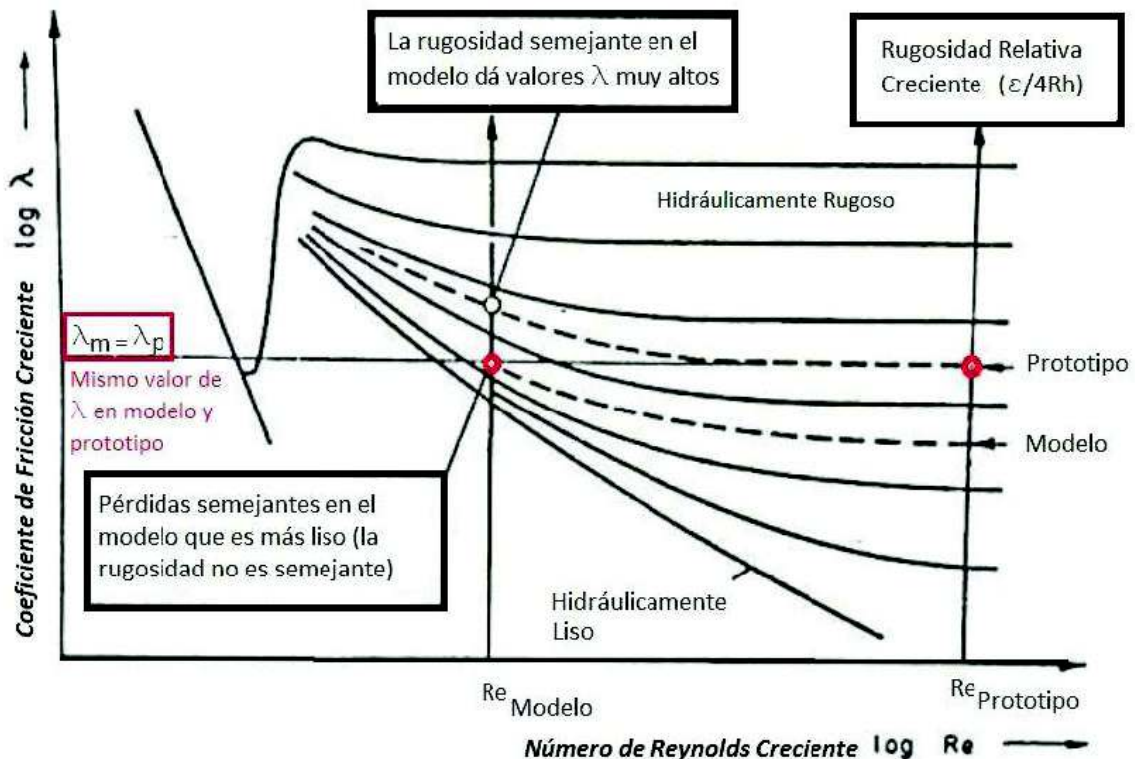 La rugosidad semejante en el
modelo dá valores λ muy altos
Rugosidad Relativa
Creciente (ε/4Rh)
Coeficiente de Fricción Creciente log λ
Hidráulicamente Rugoso
λm = λp
Mismo valor de
λ en modelo y
prototipo
Prototipo
Modelo
Pérdidas semejantes en el
modelo que es más liso (la
rugosidad no es semejante)
Hidráulicamente
Liso
Re Modelo
Re Prototipo
Número de Reynolds Creciente log Re